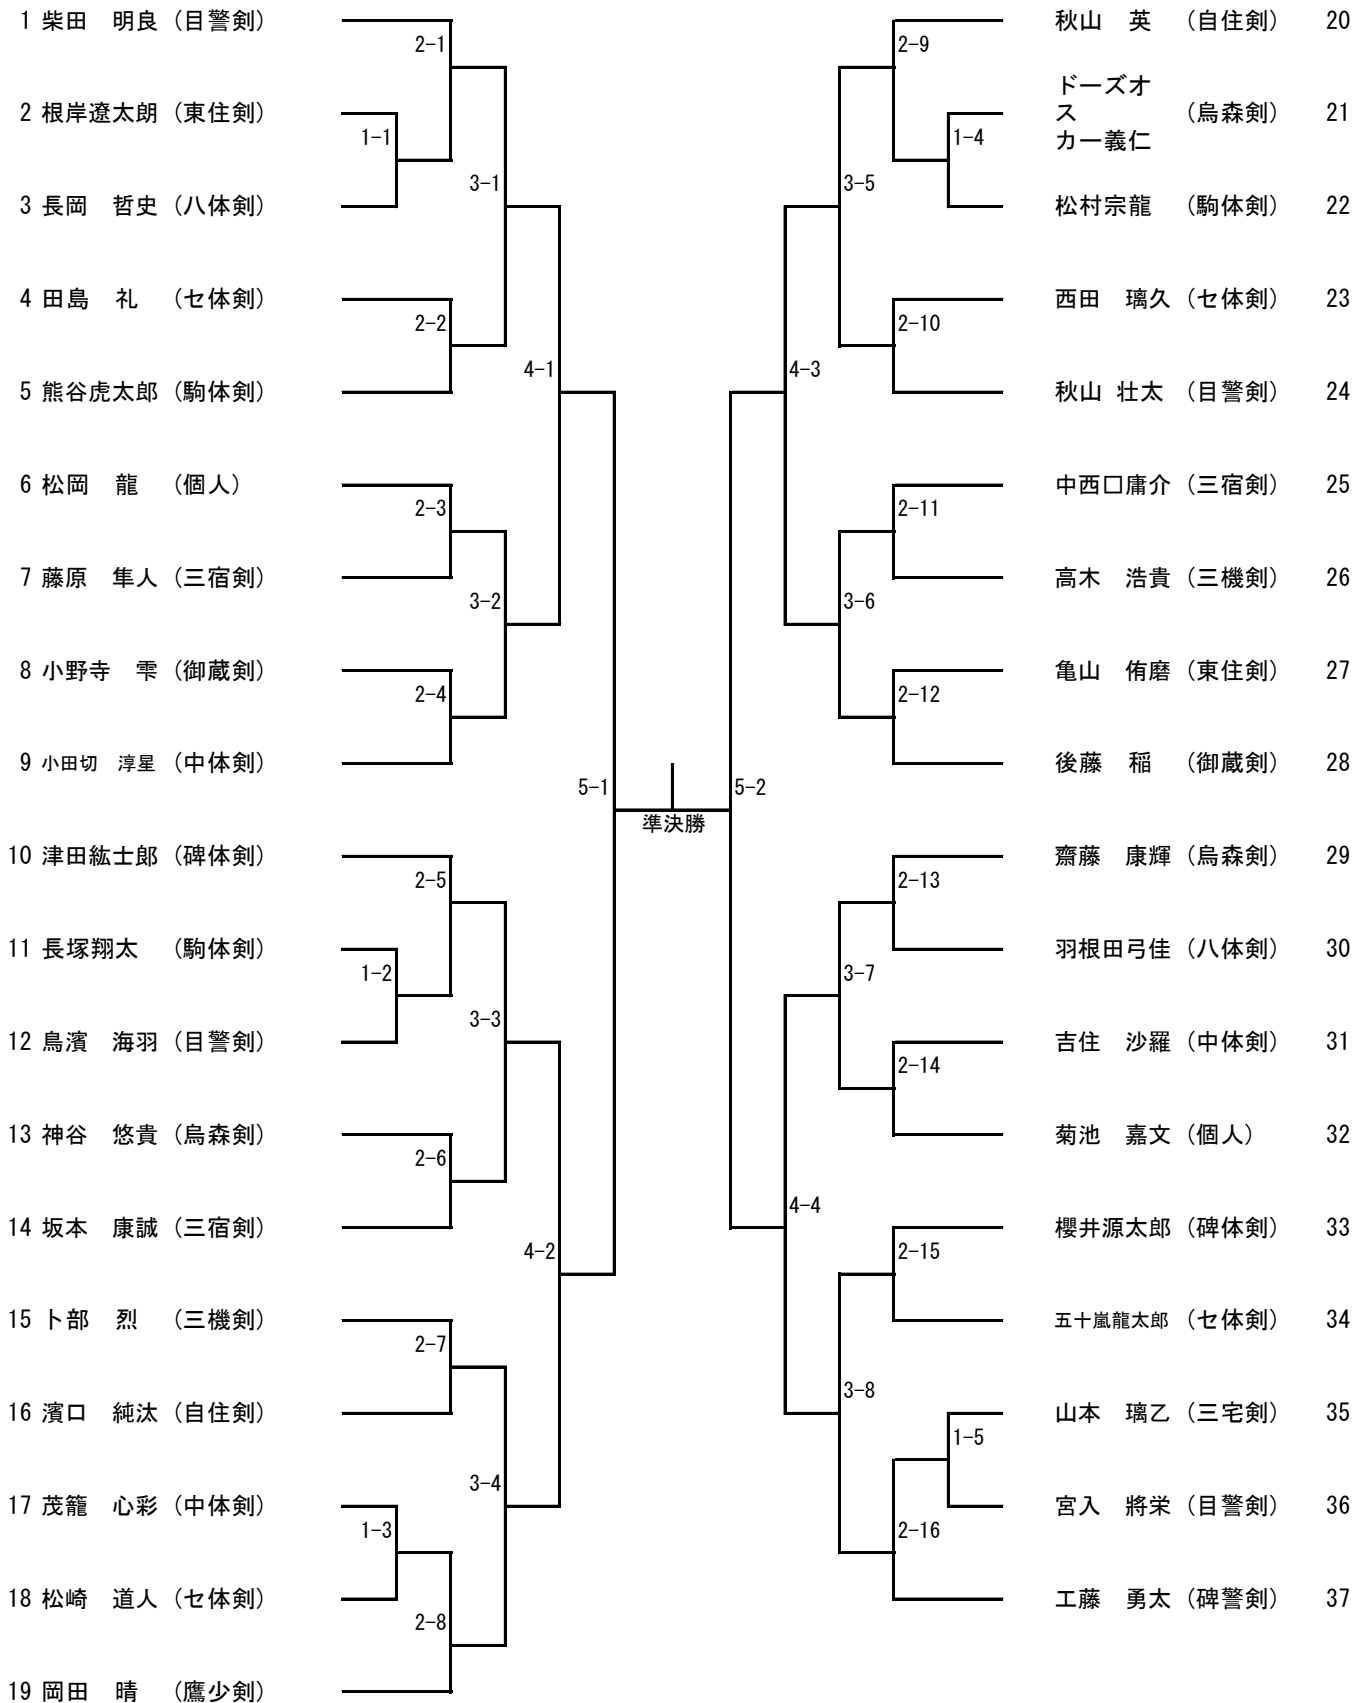 1 柴田　明良（目警剣）
2-1
2 根岸遼太朗（東住剣）
1-1
3 長岡　哲史（八体剣）
3-1
4 田島　礼　（セ体剣）
2-2
4-1
5 熊谷虎太郎（駒体剣）
6 松岡　龍　（個人）
2-3
7 藤原　隼人（三宿剣）
3-2
8 小野寺　雫（御蔵剣）
2-4
9 小田切　淳星（中体剣）
5-1
10 津田紘士郎（碑体剣）
2-5
11 長塚翔太　（駒体剣）
1-2
3-3
12 鳥濱　海羽（目警剣）
13 神谷　悠貴（烏森剣）
2-6
14 坂本　康誠（三宿剣）
4-2
15 卜部　烈　（三機剣）
2-7
16 濱口　純汰（自住剣）
3-4
17 茂籠　心彩（中体剣）
1-3
18 松崎　道人（セ体剣）
2-8
19 岡田　晴　（鷹少剣）
準決勝
秋山　英　（自住剣）　20
2-9
ドーズオ
ス　　　　（烏森剣）　21
カー義仁
1-4
3-5
松村宗龍　（駒体剣）　22
西田　璃久（セ体剣）　23
2-10
4-3
秋山 壮太 （目警剣）　24
中西口庸介（三宿剣）　25
2-11
高木　浩貴（三機剣）　26
3-6
亀山　侑磨（東住剣）　27
2-12
後藤　稲　（御蔵剣）　28
5-2
齋藤　康輝（烏森剣）　29
2-13
羽根田弓佳（八体剣）　30
3-7
吉住　沙羅（中体剣）　31
2-14
菊池　嘉文（個人）　32
4-4
櫻井源太郎（碑体剣）　33
2-15
五十嵐龍太郎（セ体剣）　34
3-8
山本　璃乙（三宅剣）　35
1-5
宮入　將栄（目警剣）　36
2-16
工藤　勇太（碑警剣）　37